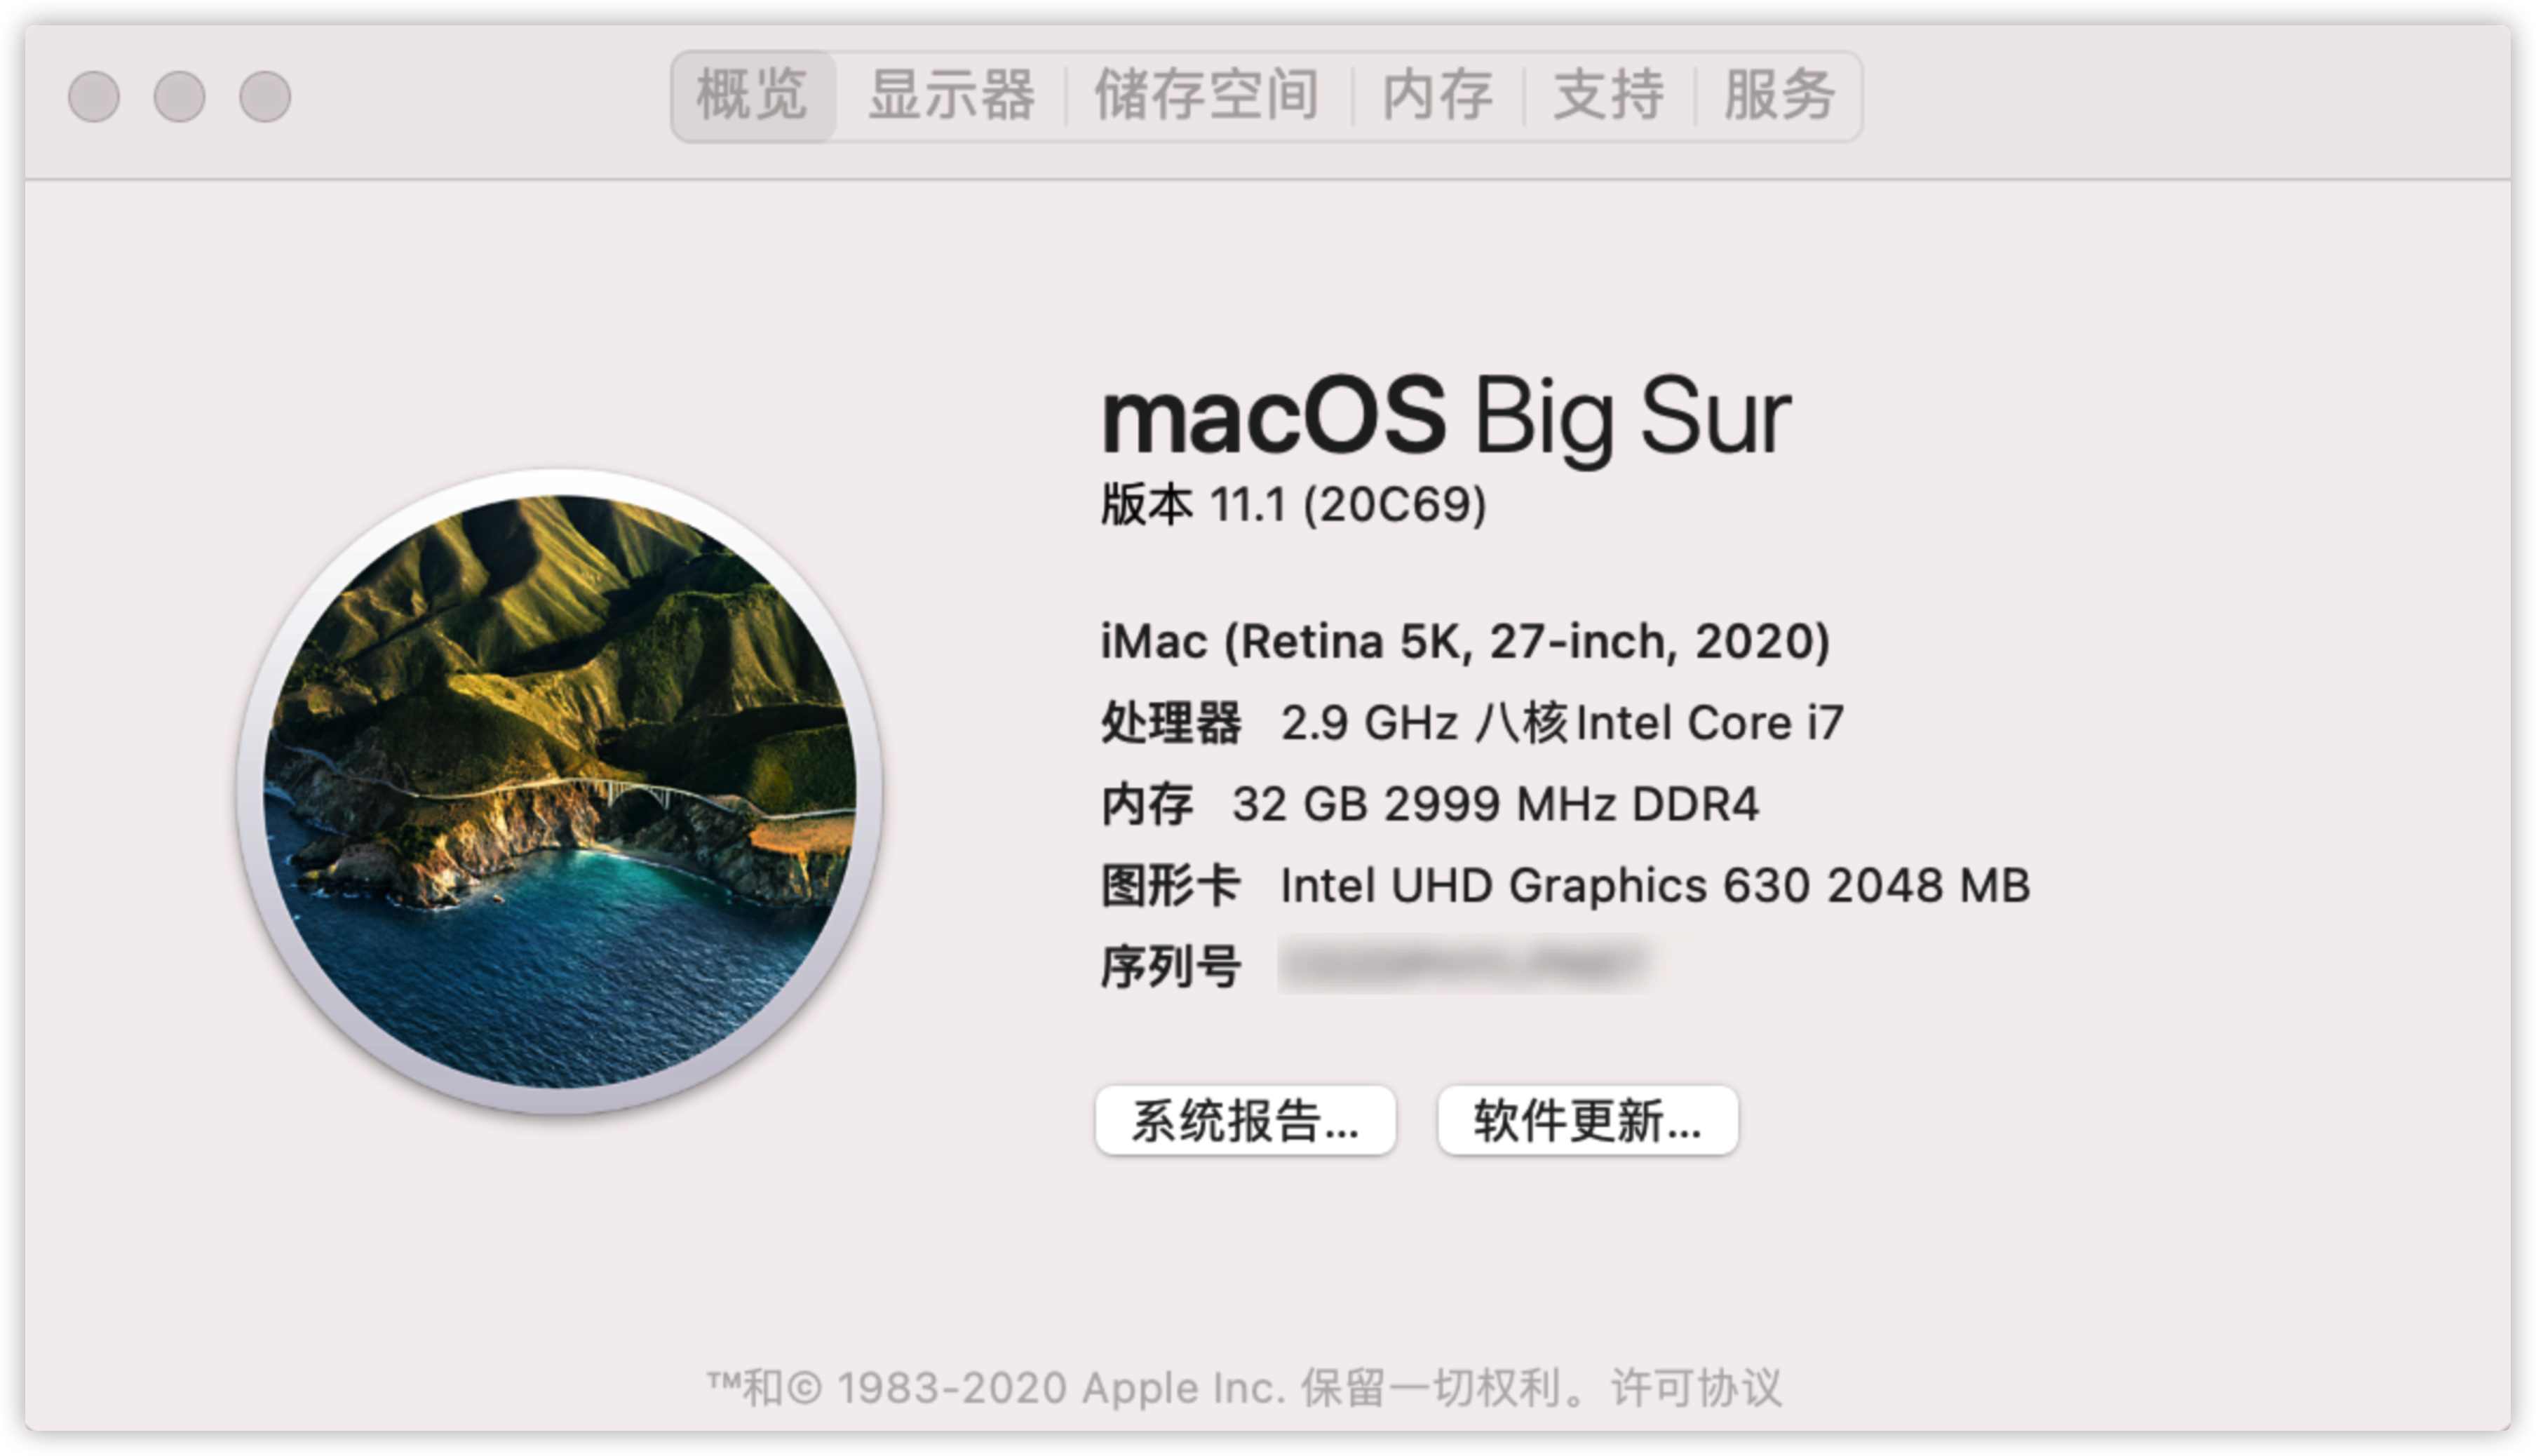 概览 显示器 储存空间 内存 支持 服务
macOS Big Sur
版本 11.1 (20C69)
iMac (Retina 5K, 27-inch, 2020)
处理器 2.9 GHz 八核Intel Core i7
内存 32 GB 2999 MHz DDR4
图形卡 Intel UHD Graphics 630 2048 MB
序列号
系统报告... 软件更新...
™和© 1983-2020 Apple Inc. 保留一切权利。许可协议